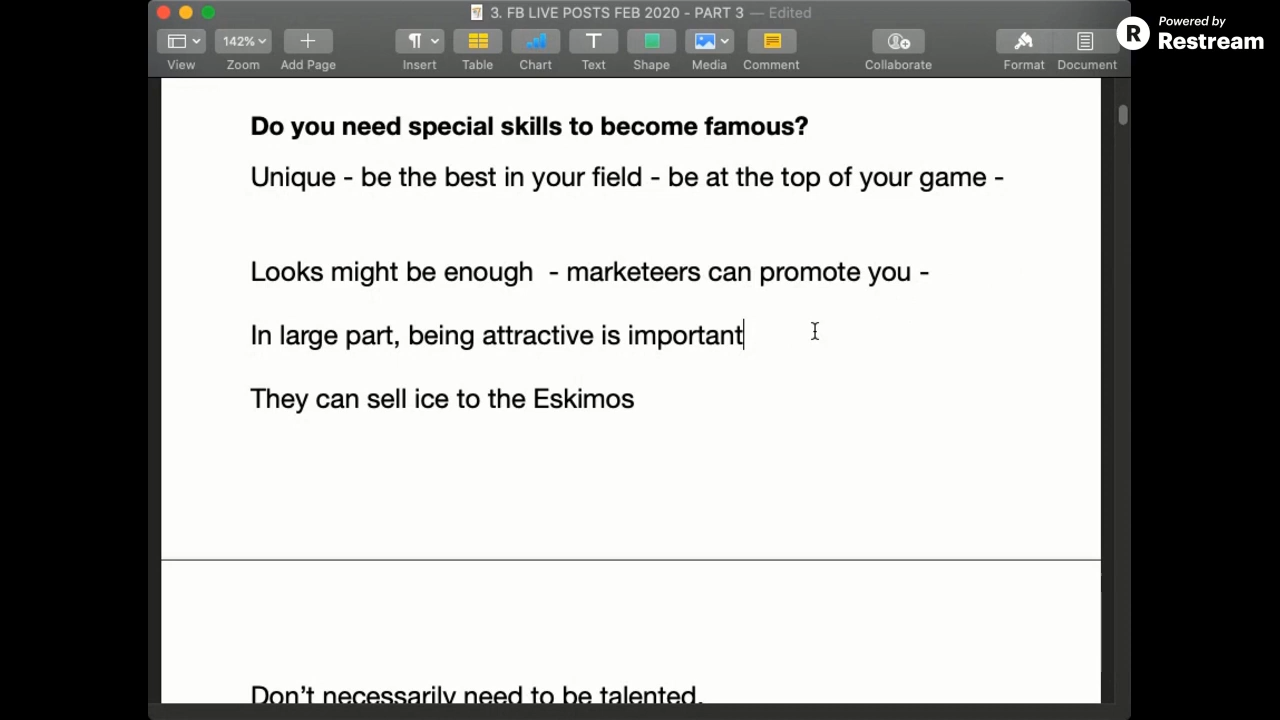 3. FB LIVE POSTS FEB 2020 - PART 3 — Edited
Powered by
R Restream
142%
View Zoom Add Page Insert Table Chart Text Shape Media Comment Collaborate Format Document
Do you need special skills to become famous?
Unique - be the best in your field - be at the top of your game -
Looks might be enough  - marketeers can promote you -
In large part, being attractive is important
They can sell ice to the Eskimos
Don’t necessarily need to be talented.